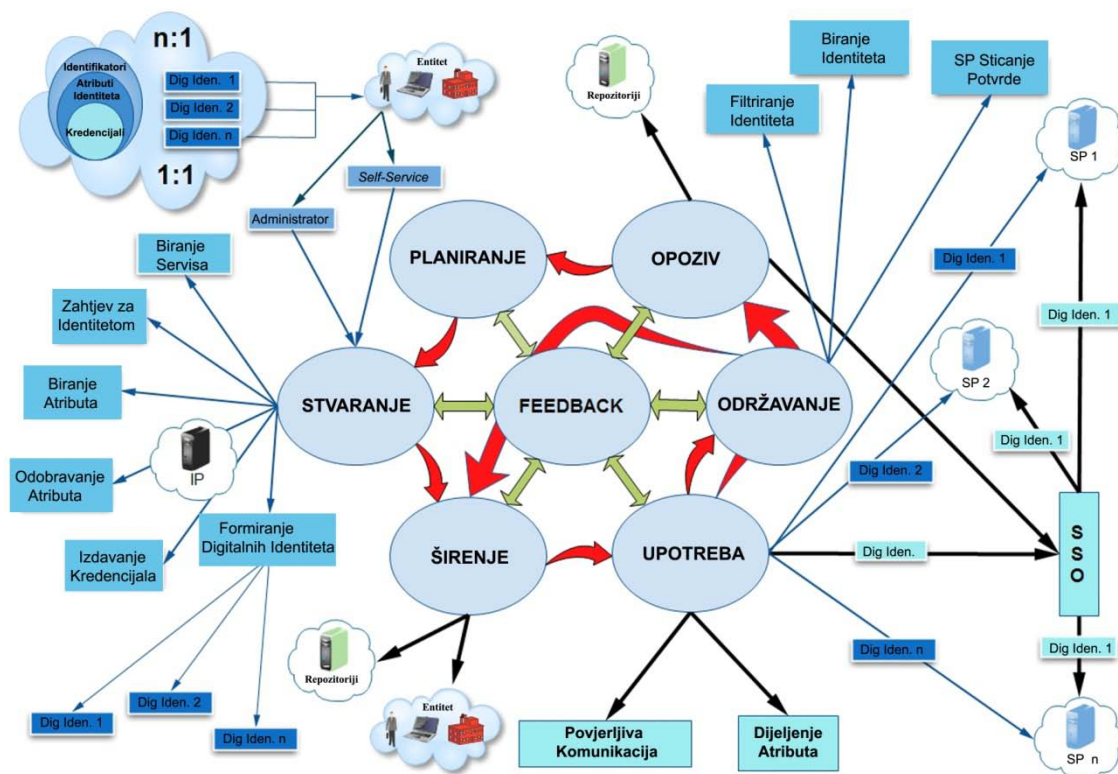 n:1
Identifikatori
Atributi
Identiteta
Kredencijali
Dig Iden. 1
Dig Iden. 2
Dig Iden. n
1:1
Entitet
Self-Service
Administrator
Repozitoriji
Filtriranje
Identiteta
Biranje
Identiteta
SP Sticanje
Potvrde
SP 1
PLANIRANJE
OPOZIV
Biranje
Servisa
Zahtjev za
Identitetom
Biranje
Atributa
IP
Odobravanje
Atributa
Izdavanje
Kredencijala
Formiranje
Digitalnih Identiteta
Dig Iden. 1
Dig Iden. 2
Dig Iden. n
STVARANJE
FEEDBACK
ODRŽAVANJE
ŠIRENJE
UPOTREBA
Dig Iden. 1
Dig Iden. 1
SP 2
Dig Iden. 1
Dig Iden. 2
Dig Iden.
S
S
O
Dig Iden. n
Dig Iden. 1
SP n
Repozitoriji
Entitet
Povjerljiva
Komunikacija
Dijeljenje
Atributa